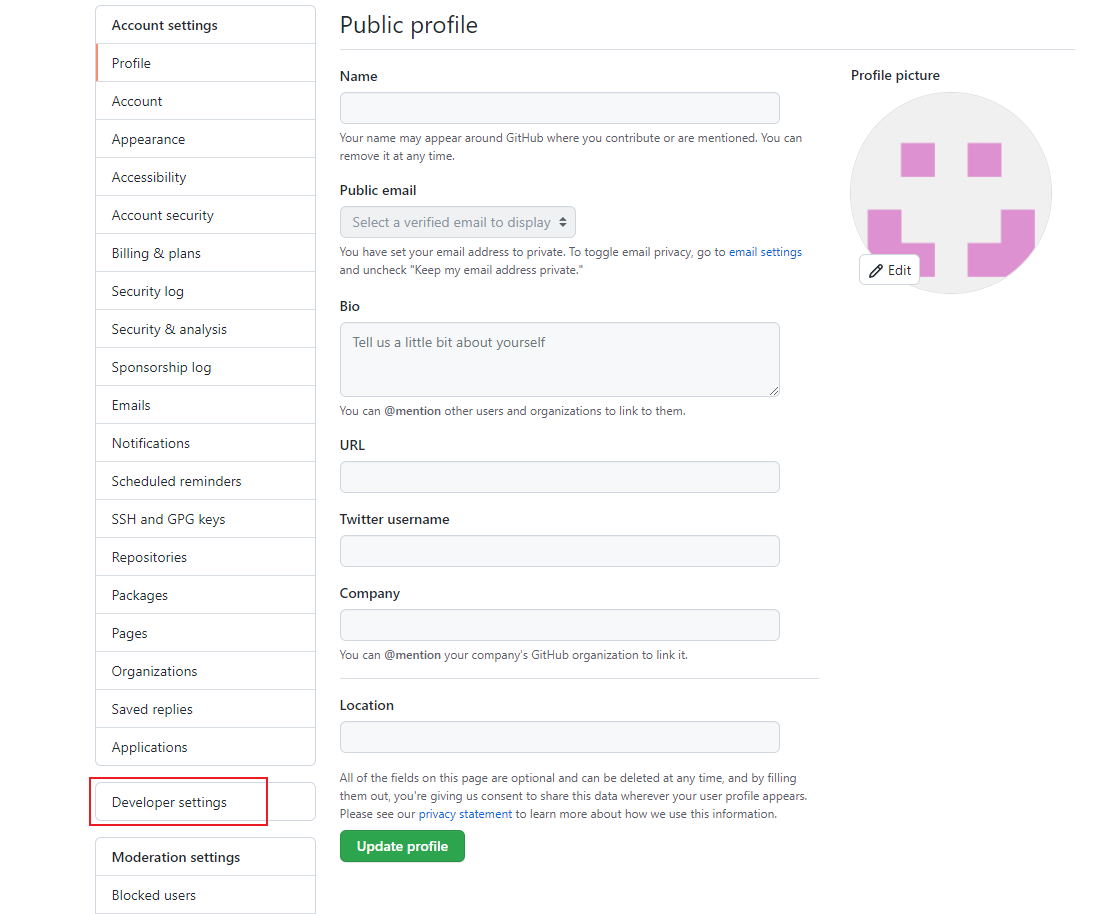 Account settings
Profile
Account
Appearance
Accessibility
Account security
Billing & plans
Security log
Security & analysis
Sponsorship log
Emails
Notifications
Scheduled reminders
SSH and GPG keys
Repositories
Packages
Pages
Organizations
Saved replies
Applications
Developer settings
Moderation settings
Blocked users
Public profile
Name
Your name may appear around GitHub where you contribute or are mentioned. You can
remove it at any time.
Public email
Select a verified email to display
You have set your email address to private. To toggle email privacy, go to email settings
and uncheck "Keep my email address private."
Bio
Tell us a little bit about yourself
You can @mention other users and organizations to link to them.
URL
Twitter username
Company
You can @mention your company's GitHub organization to link it.
Location
All of the fields on this page are optional and can be deleted at any time, and by filling
them out, you're giving us consent to share this data wherever your user profile appears.
Please see our privacy statement to learn more about how we use this information.
Update profile
Profile picture
Edit